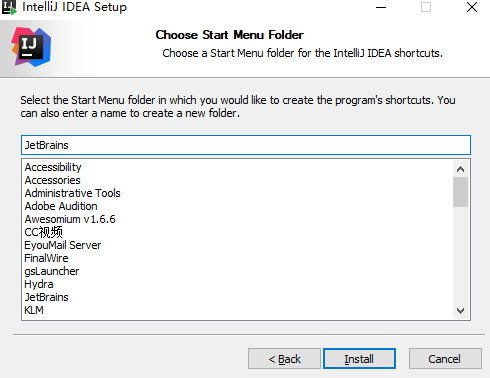 IntelliJ IDEA Setup
IJ
Choose Start Menu Folder
Choose a Start Menu folder for the IntelliJ IDEA shortcuts.
Select the Start Menu folder in which you would like to create the program's shortcuts. You
can also enter a name to create a new folder.
JetBrains
Accessibility
Accessories
Administrative Tools
Adobe Audition
Awesomium v1.6.6
CC视频
EyouMail Server
FinalWire
gsLauncher
Hydra
JetBrains
KLM
< Back
Install
Cancel